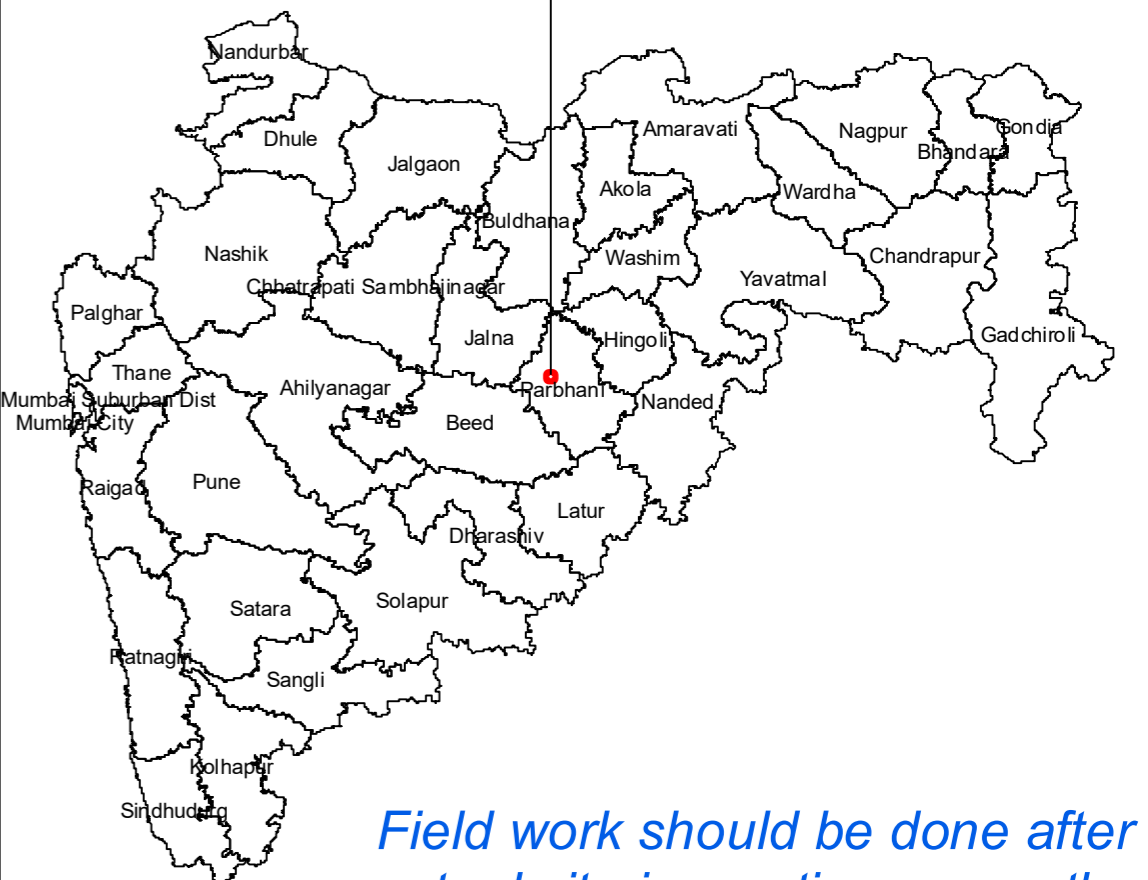 Nandurbar
Dhule
Jalgaon
Amaravati
Nagpur
Gondia
Bhandara
Akola
Wardha
Buldhana
Nashik
Washim
Chandrapur
Chhatrapati Sambhajinagar
Yavatmal
Palghar
Jalna
Hingoli
Gadchiroli
Thane
Ahilyanagar
Parbhani
Mumbai Suburban Dist
Nanded
Mumbai City
Beed
Raigad
Pune
Latur
Dharashiv
Satara
Solapur
Ratnagiri
Sangli
Kolhapur
Sindhudurg
Field work should be done after